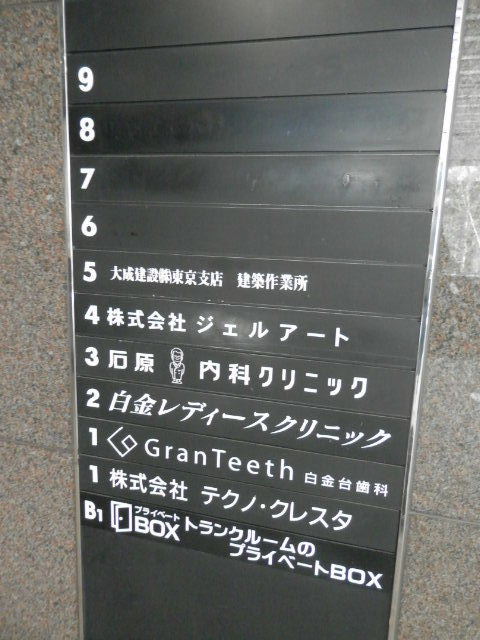 9
8
7
6
5 大成建設㈱東京支店 建築作業所
4 株式会社 ジェルアート
3 石原 内科クリニック
2 白金レディースクリニック
1 GranTeeth 白金台歯科
1 株式会社 テクノ・クレスタ
B1 プライベートBOX トランクルームの
プライベートBOX